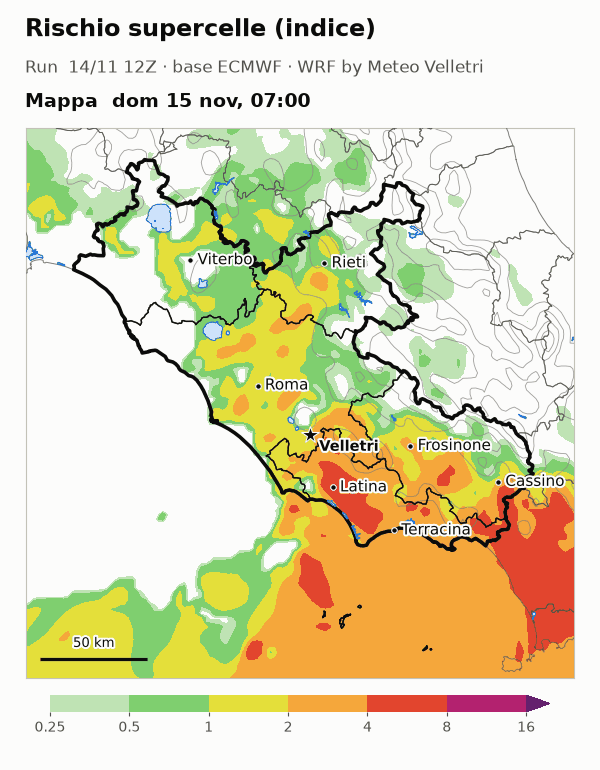 Rischio supercelle (indice)
Run  14/11 12Z · base ECMWF · WRF by Meteo Velletri
Mappa  dom 15 nov, 07:00
Viterbo
Rieti
Roma
Velletri
Frosinone
Latina
Cassino
Terracina
50 km
0.25 0.5 1 2 4 8 16